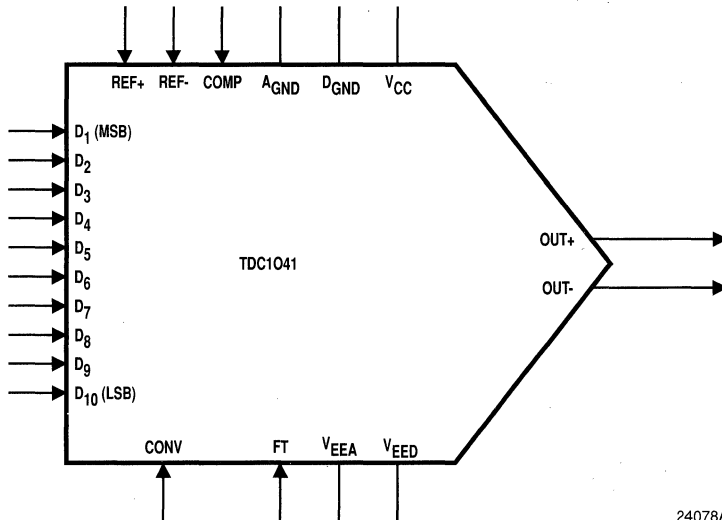 REF+ REF- COMP AGND DGND VCC
D1 (MSB)
D2
D3
D4
D5
D6
D7
D8
D9
D10 (LSB)
TDC1041
OUT+
OUT-
CONV FT VEEA VEED
24078A